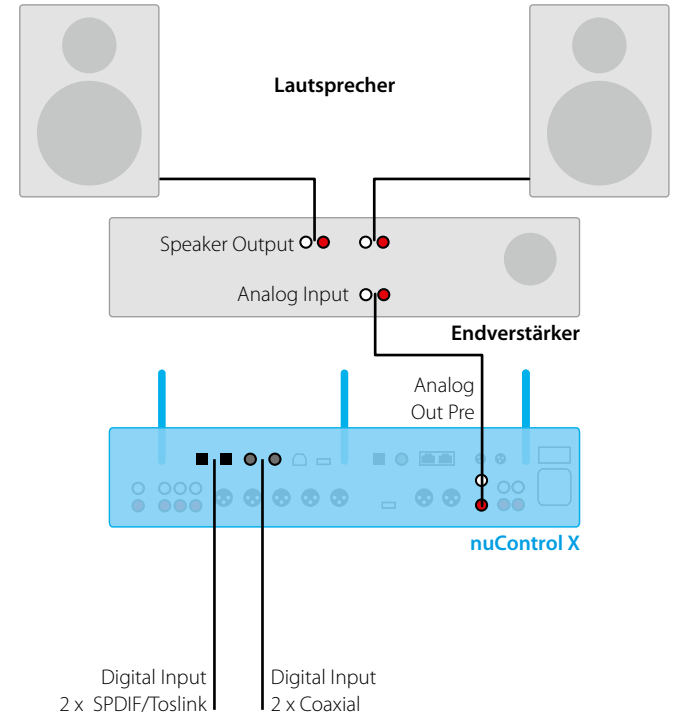 Lautsprecher
Speaker Output
Analog Input
Endverstärker
Analog
Out Pre
nuControl X
Digital Input
2 x SPDIF/Toslink
Digital Input
2 x Coaxial